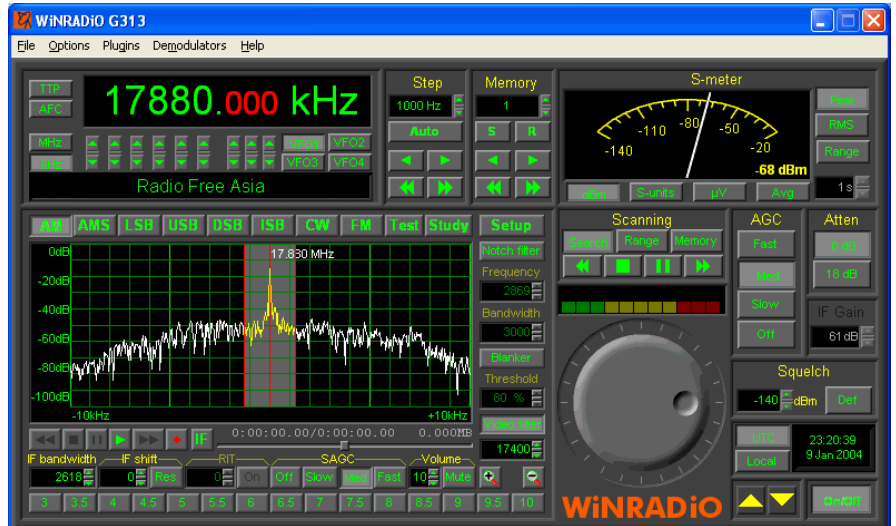 WiNRADiO G313
File Options Plugins Demodulators Help
TTP
AFC
17880.000 kHz
MHz
kHz
VFO1 VFO2
VFO3 VFO4
Radio Free Asia
Step
1000 Hz
Auto
Memory
1
S R
S-meter
-140 -110 -80 -50 -20
-68 dBm
dBm S-units µV Avg
Peak
RMS
Range
1 s
AM AMS LSB USB DSB ISB CW FM Test Study Setup
17.880 MHz
0dB
-20dB
-40dB
-60dB
-80dB
-100dB
-10kHz +10kHz
Notch filter
Frequency
2869
Bandwidth
3000
Blanker
Threshold
80 %
Video filter
17400
IF 0:00:00.00/0:00:00.00 0.000MB
IF bandwidth IF shift RIT SAGC Volume
2618 0 Res 0 On Off Slow Med Fast 10 Mute
3 3.5 4 4.5 5 5.5 6 6.5 7 7.5 8 8.5 9 9.5 10
Scanning
Search Range Memory
WiNRADiO
AGC
Fast
Med
Slow
Off
Atten
0 dB
18 dB
IF Gain
61 dB
Squelch
-140 dBm Def
UTC
Local
23:20:39
9 Jan 2004
On/Off